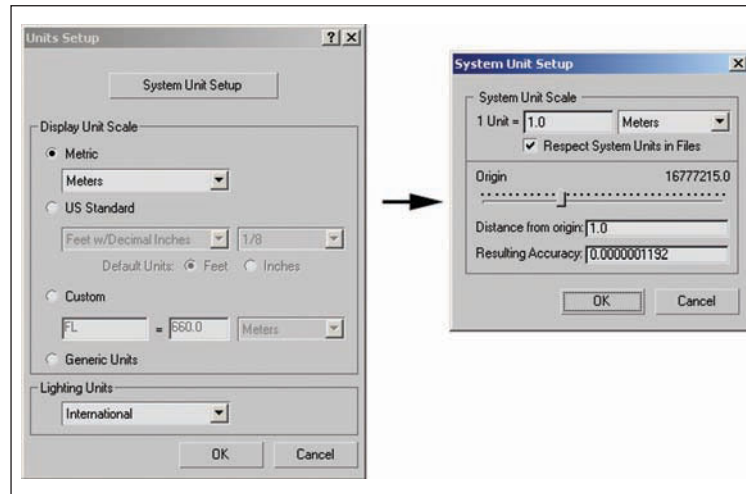 Units Setup
System Unit Setup
Display Unit Scale
Metric
Meters
US Standard
Feet w/Decimal Inches 1/8
Default Units: Feet Inches
Custom
FL = 660.0 Meters
Generic Units
Lighting Units
International
OK Cancel
System Unit Setup
System Unit Scale
1 Unit = 1.0 Meters
Respect System Units in Files
Origin 16777215.0
Distance from origin: 1.0
Resulting Accuracy: 0.0000001192
OK Cancel